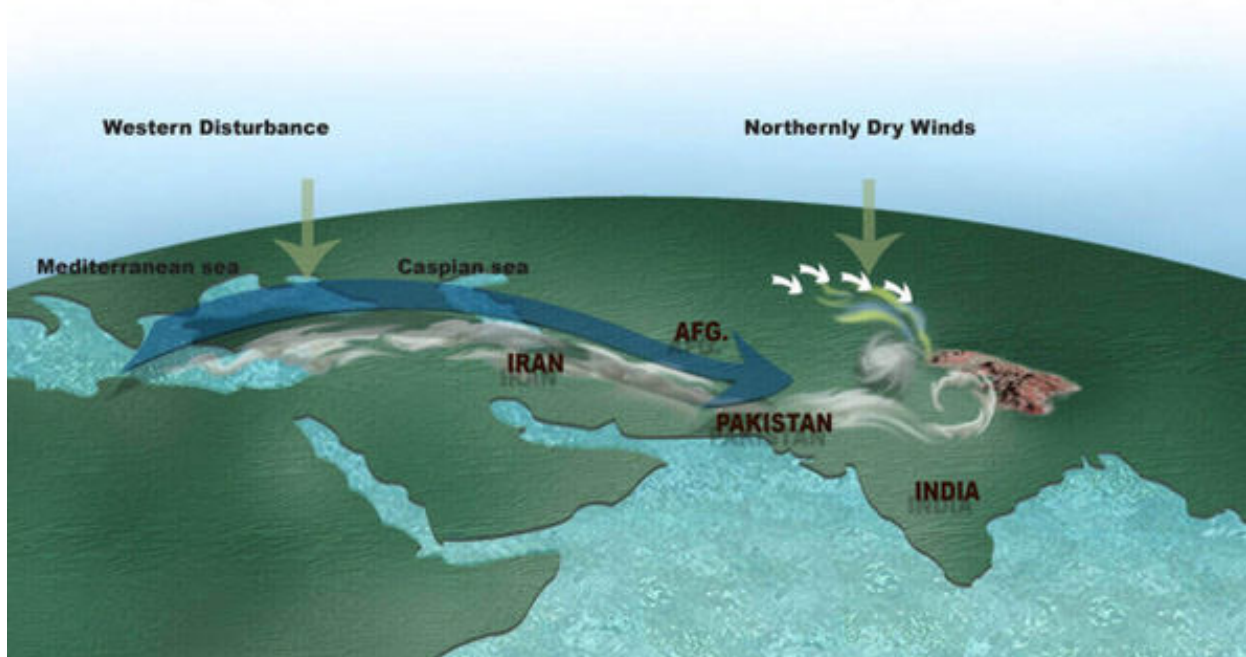 Western Disturbance
Northernly Dry Winds
Mediterranean sea
Caspian sea
AFG.
IRAN
PAKISTAN
INDIA